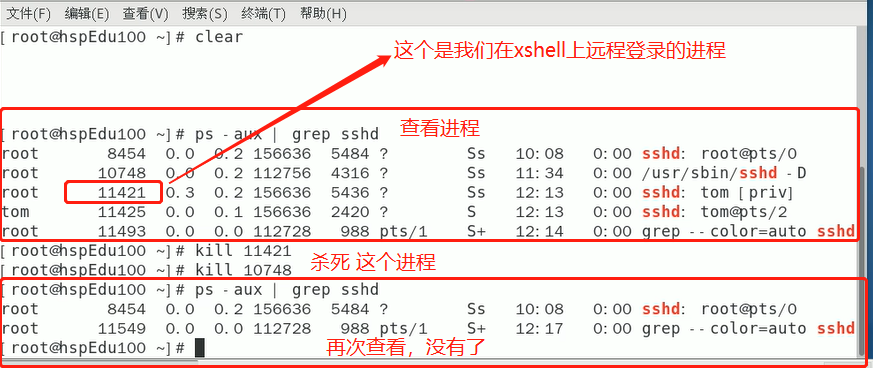 文件(F) 编辑(E) 查看(V) 搜索(S) 终端(T) 帮助(H)
[root@hspEdu100 ~]# clear
这个是我们在xshell上远程登录的进程
[root@hspEdu100 ~]# ps -aux | grep sshd
查看进程
root 8454 0.0 0.2 156636 5484 ? Ss 10:08 0:00 sshd: root@pts/0
root 10748 0.0 0.2 112756 4316 ? Ss 11:34 0:00 /usr/sbin/sshd -D
root 11421 0.3 0.2 156636 5436 ? Ss 12:13 0:00 sshd: tom [priv]
tom 11425 0.0 0.1 156636 2420 ? S 12:13 0:00 sshd: tom@pts/2
root 11493 0.0 0.0 112728 988 pts/1 S+ 12:14 0:00 grep --color=auto sshd
[root@hspEdu100 ~]# kill 11421
[root@hspEdu100 ~]# kill 10748
杀死 这个进程
[root@hspEdu100 ~]# ps -aux | grep sshd
root 8454 0.0 0.2 156636 5484 ? Ss 10:08 0:00 sshd: root@pts/0
root 11549 0.0 0.0 112728 988 pts/1 S+ 12:17 0:00 grep --color=auto sshd
[root@hspEdu100 ~]#
再次查看，没有了